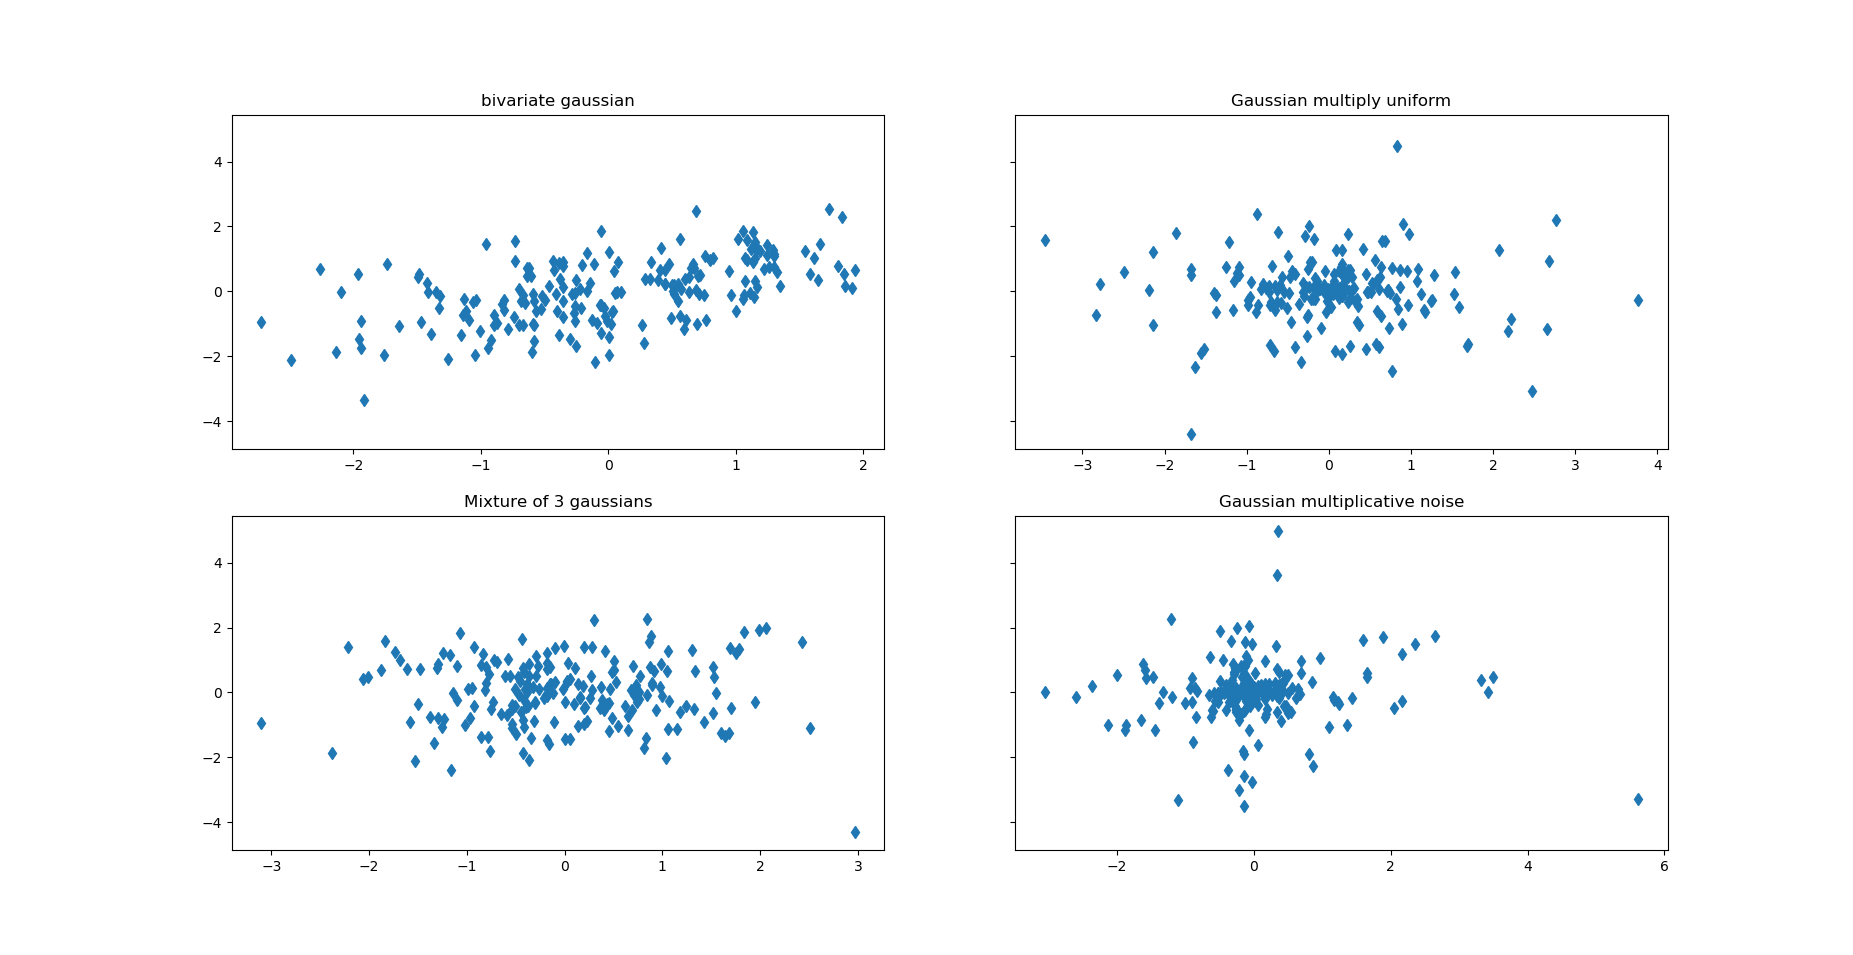 bivariate gaussian
Gaussian multiply uniform
4
2
0
−2
−4
−2 −1 0 1 2
−3 −2 −1 0 1 2 3 4
Mixture of 3 gaussians
Gaussian multiplicative noise
4
2
0
−2
−4
−3 −2 −1 0 1 2 3
−2 0 2 4 6